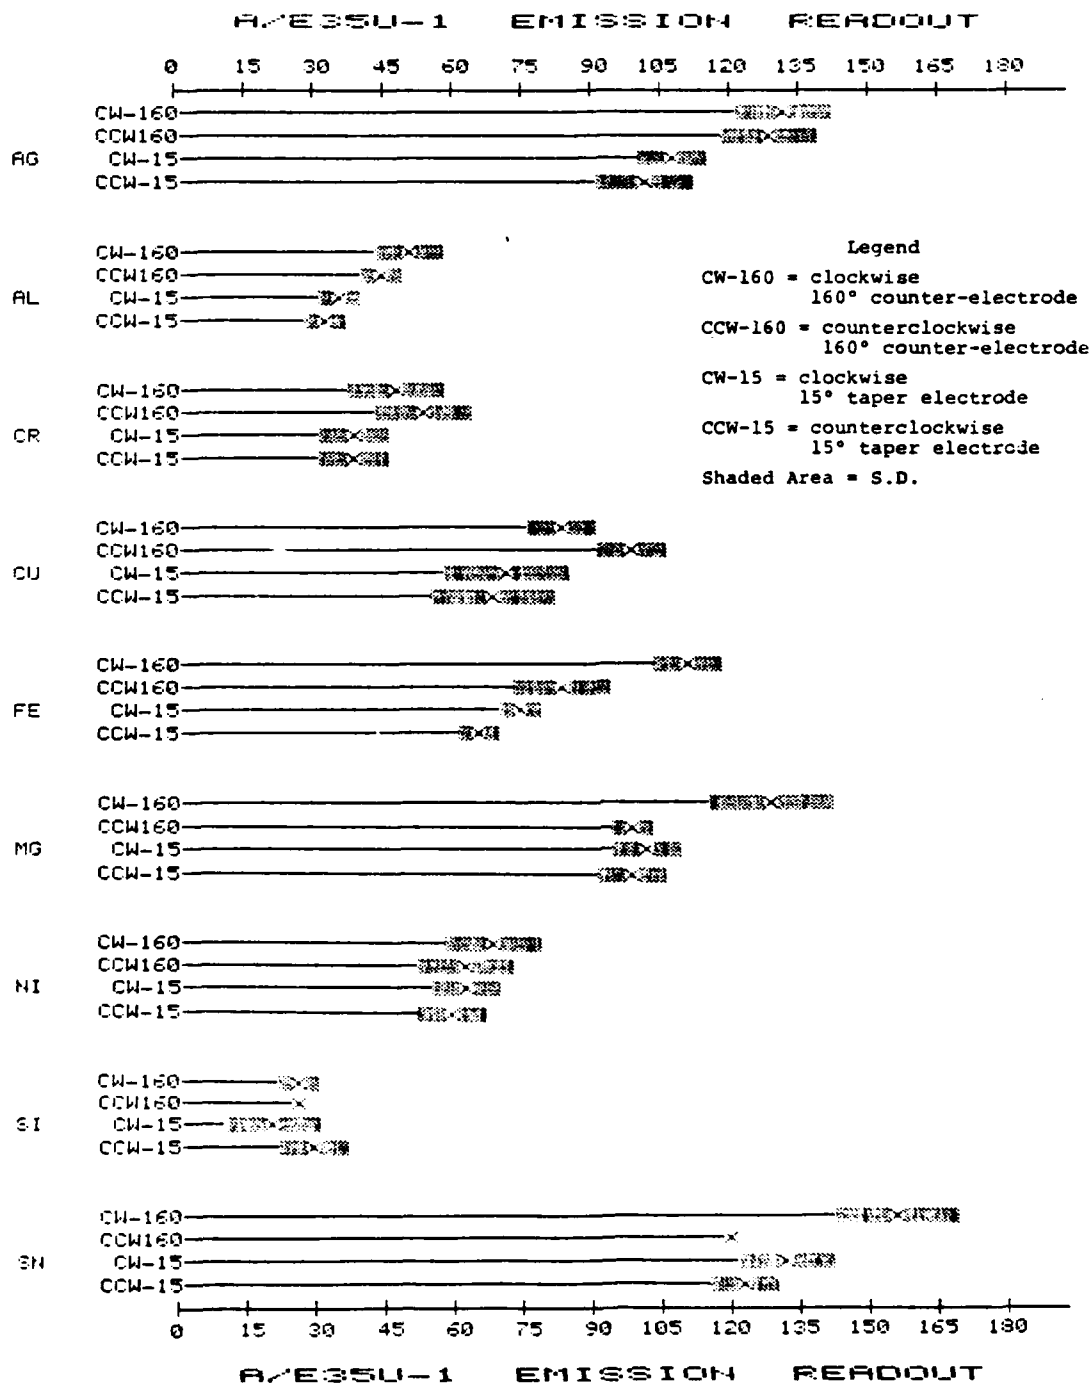 A/E35U-1 EMISSION READOUT
0 15 30 45 60 75 90 105 120 135 150 165 180
CW-160
CCW160
AG CW-15
CCW-15
CW-160
CCW160
AL CW-15
CCW-15
Legend
CW-160 = clockwise
160° counter-electrode
CCW-160 = counterclockwise
160° counter-electrode
CW-15 = clockwise
15° taper electrode
CCW-15 = counterclockwise
15° taper electrode
Shaded Area = S.D.
CW-160
CCW160
CR CW-15
CCW-15
CW-160
CCW160
CU CW-15
CCW-15
CW-160
CCW160
FE CW-15
CCW-15
CW-160
CCW160
MG CW-15
CCW-15
CW-160
CCW160
NI CW-15
CCW-15
CW-160
CCW160
SI CW-15
CCW-15
CW-160
CCW160
SN CW-15
CCW-15
0 15 30 45 60 75 90 105 120 135 150 165 180
A/E35U-1 EMISSION READOUT